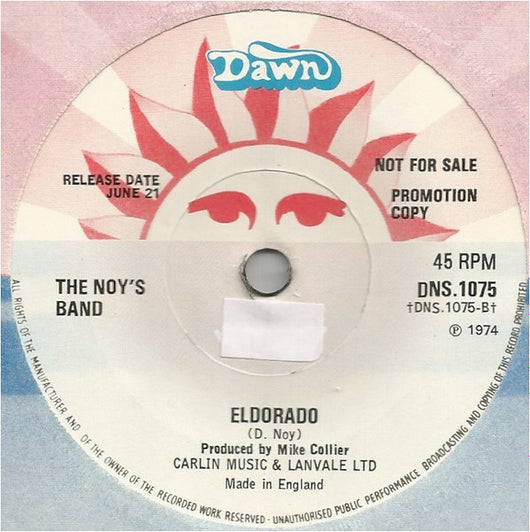 Dawn
NOT FOR SALE
RELEASE DATE
JUNE 21
PROMOTION
COPY
45 RPM
THE NOY'S
BAND
DNS.1075
†DNS.1075-B†
℗ 1974
ELDORADO
(D. Noy)
Produced by Mike Collier
CARLIN MUSIC & LANVALE LTD
Made in England
ALL RIGHTS OF THE MANUFACTURER AND OF THE OWNER OF THE RECORDED WORK RESERVED - UNAUTHORISED PUBLIC PERFORMANCE BROADCASTING AND COPYING OF THIS RECORD PROHIBITED